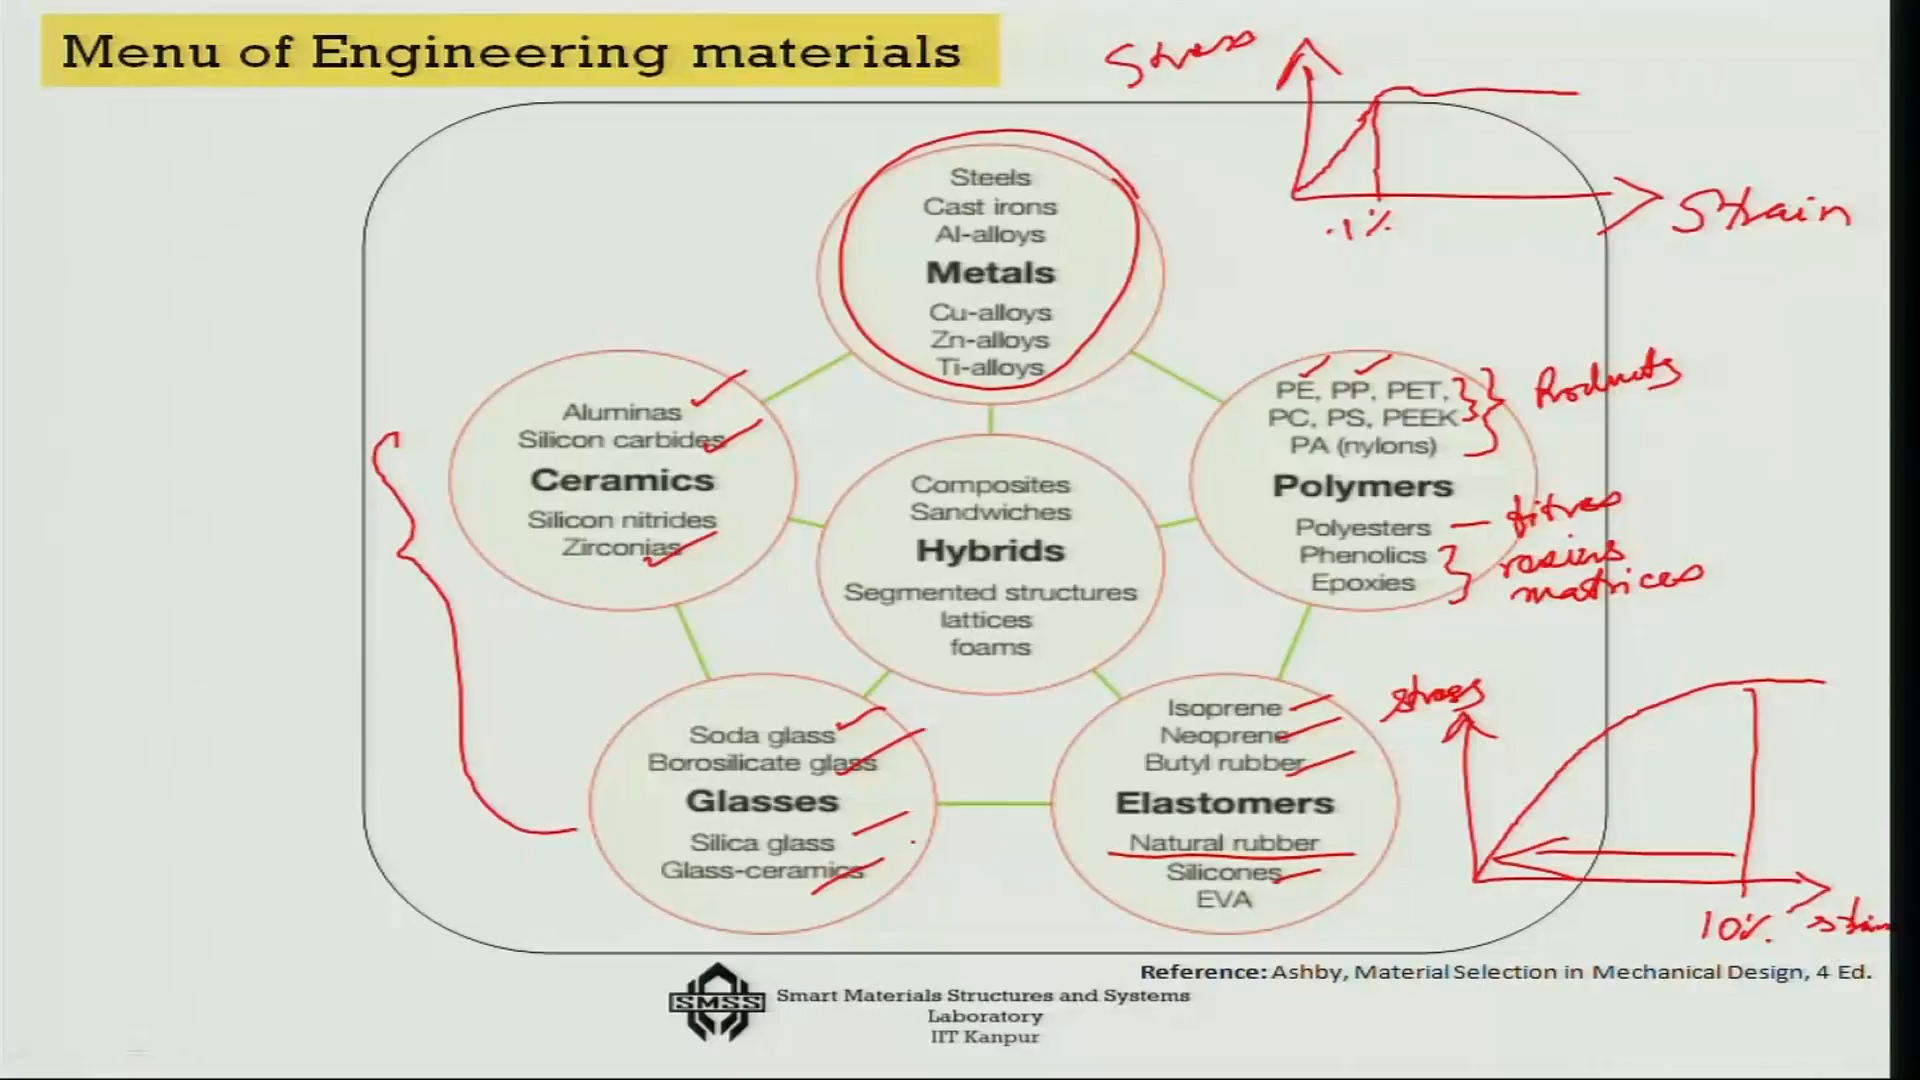 Menu of Engineering materials
Stress
Strain
.1%
Steels
Cast irons
Al-alloys
Metals
Cu-alloys
Zn-alloys
Ti-alloys
Aluminas
Silicon carbides
Ceramics
Silicon nitrides
Zirconias
Composites
Sandwiches
Hybrids
Segmented structures
lattices
foams
PE, PP, PET,
PC, PS, PEEK
PA (nylons)
Products
Polymers
Polyesters
Phenolics
Epoxies
fibres
resins
matrices
Soda glass
Borosilicate glass
Glasses
Silica glass
Glass-ceramics
Isoprene
Neoprene
Butyl rubber
Elastomers
Natural rubber
Silicones
EVA
stress
10%
Reference: Ashby, Material Selection in Mechanical Design, 4 Ed.
SMSS
Smart Materials Structures and Systems
Laboratory
IIT Kanpur